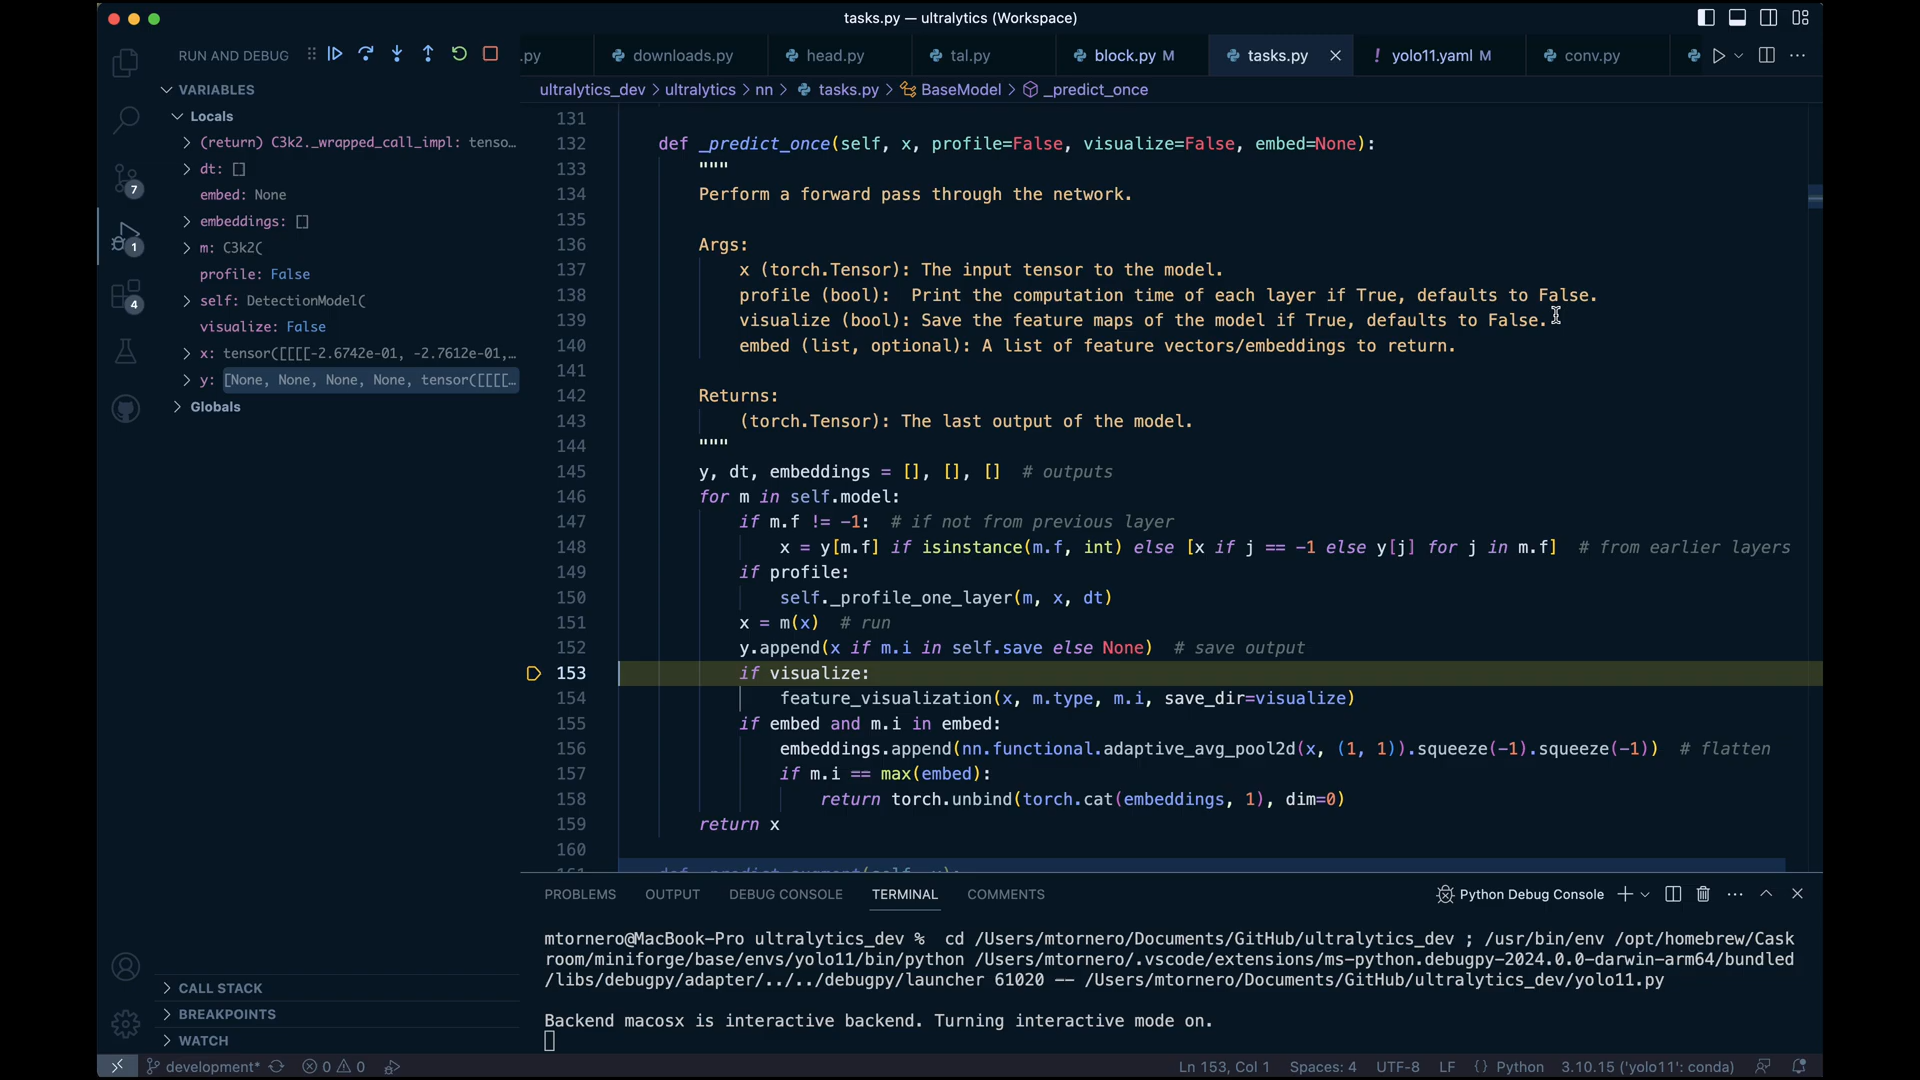 tasks.py — ultralytics (Workspace)
RUN AND DEBUG
.py
downloads.py
head.py
tal.py
block.py M
tasks.py
! yolo11.yaml M
conv.py
VARIABLES
ultralytics_dev > ultralytics > nn > tasks.py > BaseModel > _predict_once
Locals
(return) C3k2._wrapped_call_impl: tenso…
dt: []
embed: None
embeddings: []
m: C3k2(
profile: False
self: DetectionModel(
visualize: False
x: tensor([[[[-2.6742e-01, -2.7612e-01,…
y: [None, None, None, None, tensor([[[[…
Globals
7
1
4
131
132 def _predict_once(self, x, profile=False, visualize=False, embed=None):
133 """
134 Perform a forward pass through the network.
135
136 Args:
137 x (torch.Tensor): The input tensor to the model.
138 profile (bool):  Print the computation time of each layer if True, defaults to False.
139 visualize (bool): Save the feature maps of the model if True, defaults to False.
140 embed (list, optional): A list of feature vectors/embeddings to return.
141
142 Returns:
143 (torch.Tensor): The last output of the model.
144 """
145 y, dt, embeddings = [], [], []  # outputs
146 for m in self.model:
147 if m.f != -1:  # if not from previous layer
148 x = y[m.f] if isinstance(m.f, int) else [x if j == -1 else y[j] for j in m.f]  # from earlier layers
149 if profile:
150 self._profile_one_layer(m, x, dt)
151 x = m(x)  # run
152 y.append(x if m.i in self.save else None)  # save output
153 if visualize:
154 feature_visualization(x, m.type, m.i, save_dir=visualize)
155 if embed and m.i in embed:
156 embeddings.append(nn.functional.adaptive_avg_pool2d(x, (1, 1)).squeeze(-1).squeeze(-1))  # flatten
157 if m.i == max(embed):
158 return torch.unbind(torch.cat(embeddings, 1), dim=0)
159 return x
160
161 def _predict_augment(self, x):
PROBLEMS OUTPUT DEBUG CONSOLE TERMINAL COMMENTS
Python Debug Console
mtornero@MacBook-Pro ultralytics_dev %  cd /Users/mtornero/Documents/GitHub/ultralytics_dev ; /usr/bin/env /opt/homebrew/Cask
room/miniforge/base/envs/yolo11/bin/python /Users/mtornero/.vscode/extensions/ms-python.debugpy-2024.0.0-darwin-arm64/bundled
/libs/debugpy/adapter/../../debugpy/launcher 61020 -- /Users/mtornero/Documents/GitHub/ultralytics_dev/yolo11.py
Backend macosx is interactive backend. Turning interactive mode on.
CALL STACK
BREAKPOINTS
WATCH
development* 0 0 Ln 153, Col 1 Spaces: 4 UTF-8 LF {} Python 3.10.15 ('yolo11': conda)